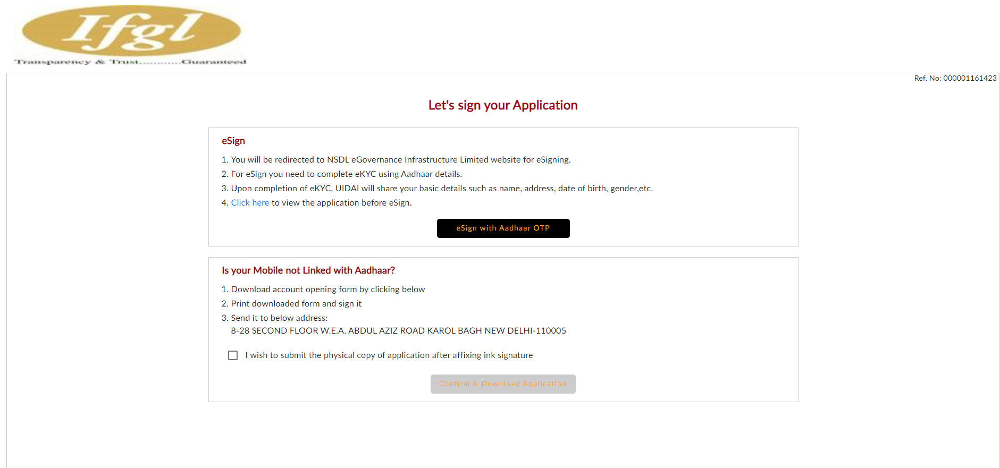 Ifgl
Transparency & Trust............Guaranteed
Ref. No: 000001161423
Let's sign your Application
eSign
1. You will be redirected to NSDL eGovernance Infrastructure Limited website for eSigning.
2. For eSign you need to complete eKYC using Aadhaar details.
3. Upon completion of eKYC, UIDAI will share your basic details such as name, address, date of birth, gender,etc.
4. Click here to view the application before eSign.
eSign with Aadhaar OTP
Is your Mobile not Linked with Aadhaar?
1. Download account opening form by clicking below
2. Print downloaded form and sign it
3. Send it to below address:
8-28 SECOND FLOOR W.E.A. ABDUL AZIZ ROAD KAROL BAGH NEW DELHI-110005
I wish to submit the physical copy of application after affixing ink signature
Confirm & Download Application